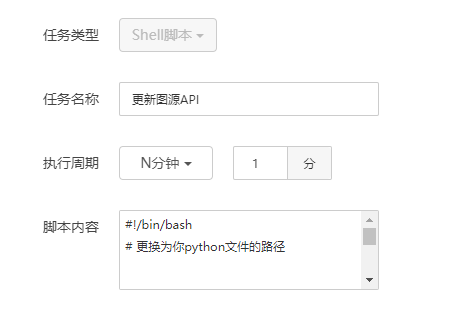 任务类型 Shell脚本
任务名称 更新图源API
执行周期 N分钟 1 分
脚本内容 #!/bin/bash
# 更换为你python文件的路径